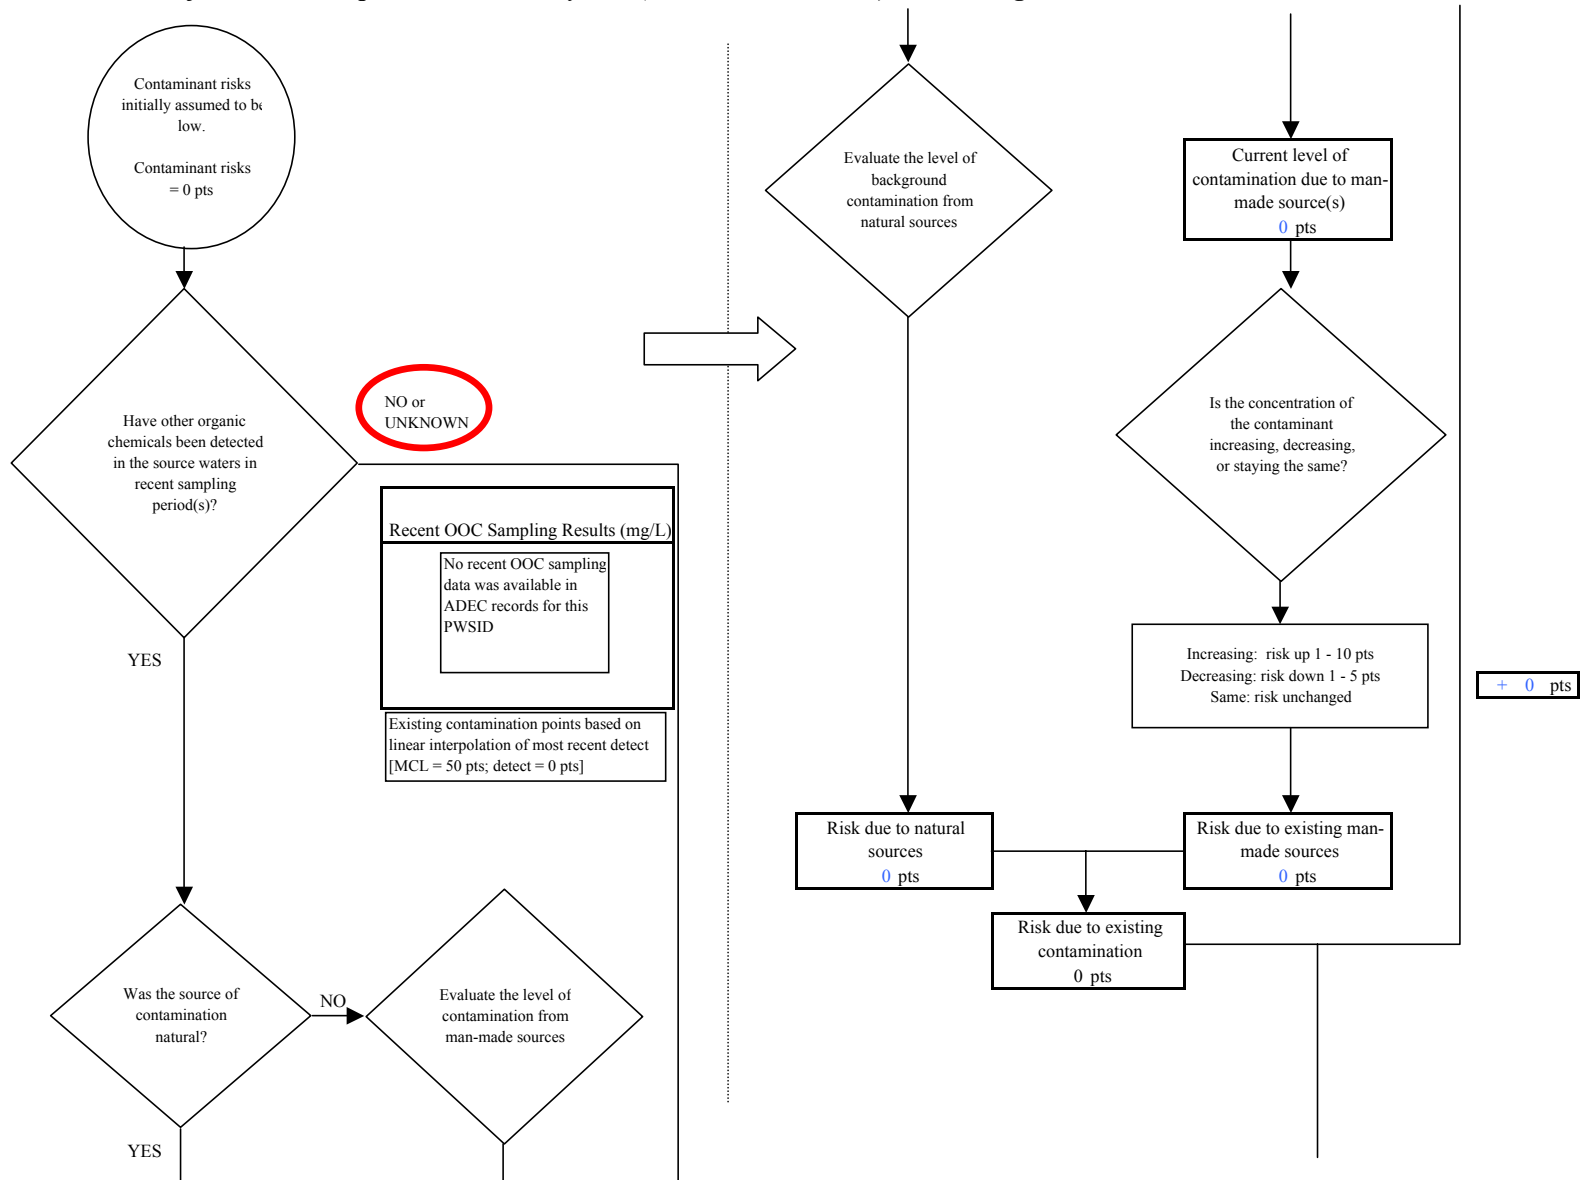 Contaminant risks
initially assumed to be
low.
Contaminant risks
= 0 pts
Have other organic
chemicals been detected
in the source waters in
recent sampling
period(s)?
NO or
UNKNOWN
Recent OOC Sampling Results (mg/L)
No recent OOC sampling
data was available in
ADEC records for this
PWSID
Existing contamination points based on
linear interpolation of most recent detect
[MCL = 50 pts; detect = 0 pts]
YES
Was the source of
contamination
natural?
NO
Evaluate the level of
contamination from
man-made sources
YES
Evaluate the level of
background
contamination from
natural sources
Current level of
contamination due to man-
made source(s)
0 pts
Is the concentration of
the contaminant
increasing, decreasing,
or staying the same?
Increasing: risk up 1 - 10 pts
Decreasing: risk down 1 - 5 pts
Same: risk unchanged
+ 0 pts
Risk due to natural
sources
0 pts
Risk due to existing man-
made sources
0 pts
Risk due to existing
contamination
0 pts